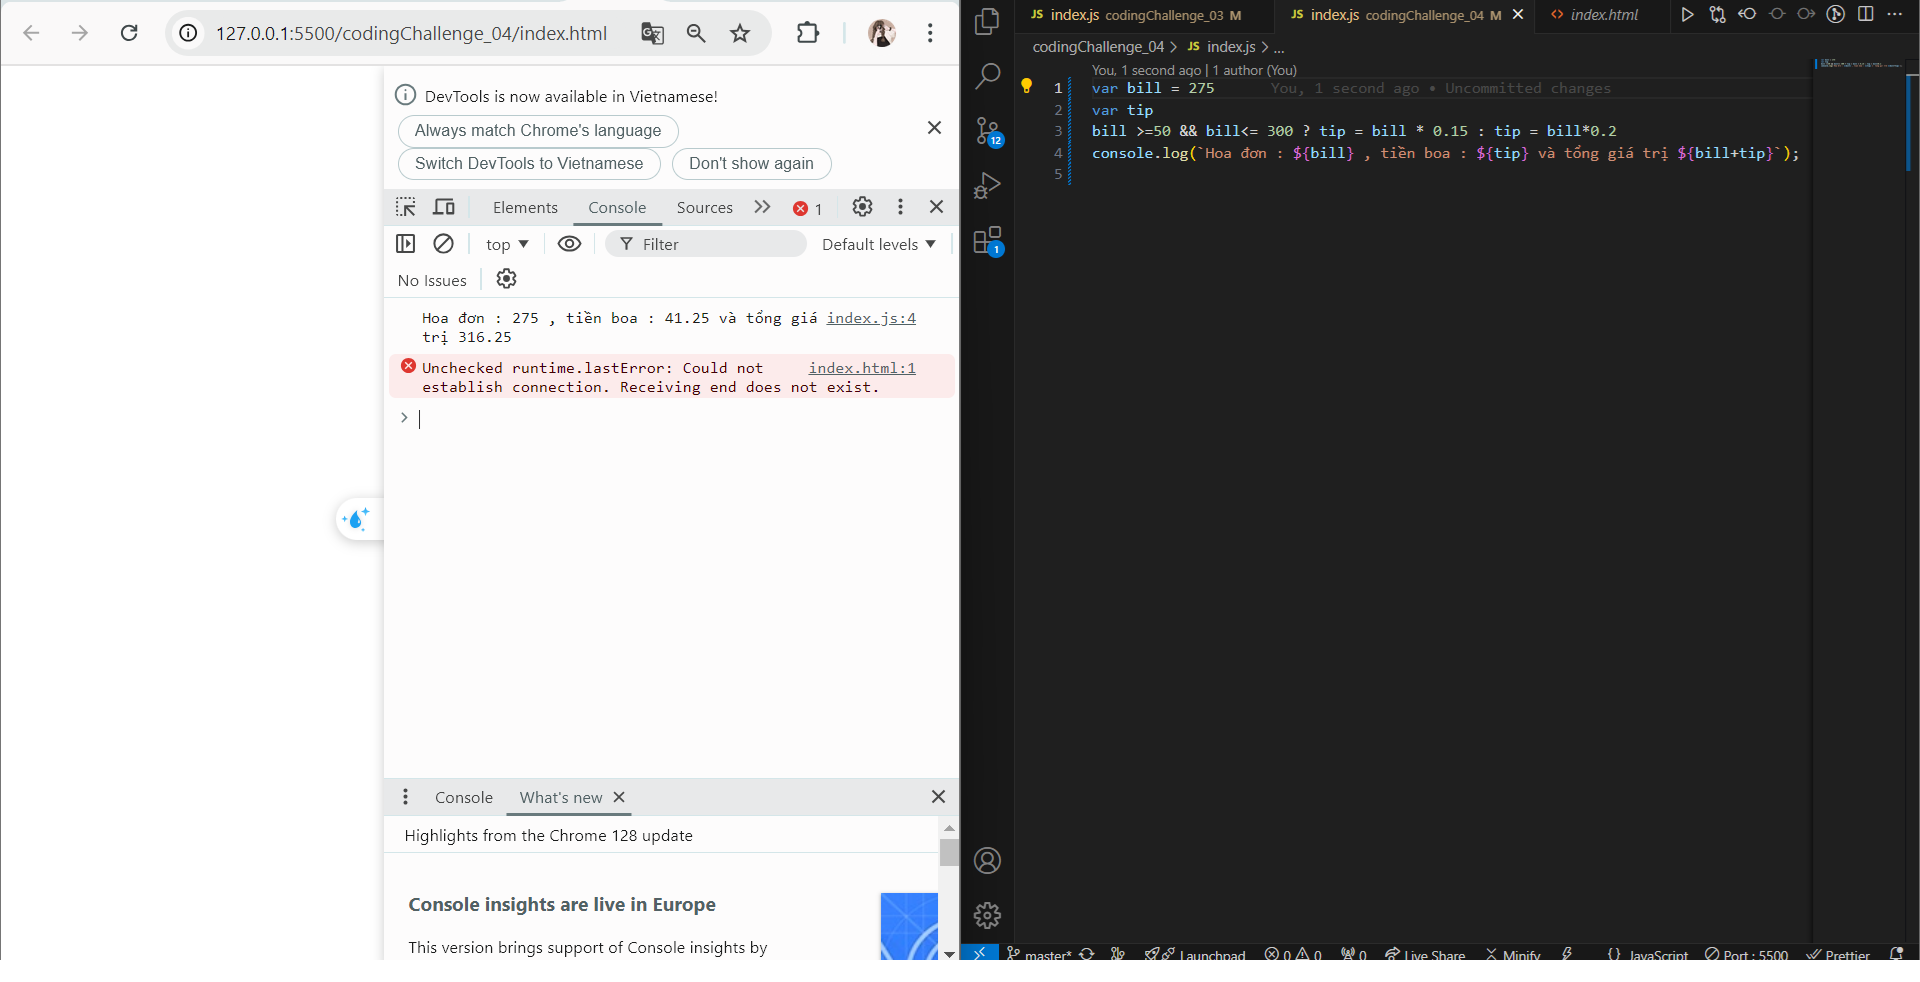 127.0.0.1:5500/codingChallenge_04/index.html
DevTools is now available in Vietnamese!
Always match Chrome's language
Switch DevTools to Vietnamese
Don't show again
Elements
Console
Sources
1
top
Filter
Default levels
No Issues
Hoa đơn : 275 , tiền boa : 41.25 và tổng giá index.js:4
trị 316.25
Unchecked runtime.lastError: Could not index.html:1
establish connection. Receiving end does not exist.
>
Console
What's new
Highlights from the Chrome 128 update
Console insights are live in Europe
This version brings support of Console insights by
JS index.js codingChallenge_03 M
JS index.js codingChallenge_04 M
<> index.html
codingChallenge_04 > JS index.js > ...
You, 1 second ago | 1 author (You)
1 var bill = 275 You, 1 second ago • Uncommitted changes
2 var tip
3 bill >=50 && bill<= 300 ? tip = bill * 0.15 : tip = bill*0.2
4 console.log(`Hoa đơn : ${bill} , tiền boa : ${tip} và tổng giá trị ${bill+tip}`);
5
12
1
master*
Launchpad
0
0
0
Live Share
Minify
{} JavaScript
Port : 5500
Prettier